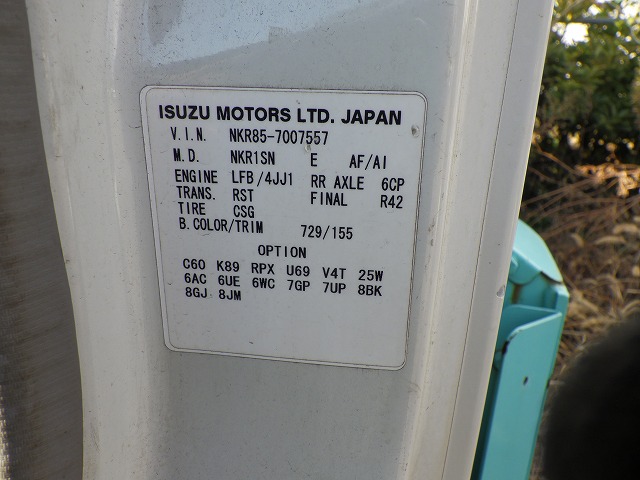 ISUZU MOTORS LTD. JAPAN
V.I.N. NKR85-7007557
M.D. NKR1SN E AF/AI
ENGINE LFB/4JJ1 RR AXLE 6CP
TRANS. RST FINAL R42
TIRE CSG
B.COLOR/TRIM 729/155
OPTION
C60 K89 RPX U69 V4T 25W
6AC 6UE 6WC 7GP 7UP 8BK
8GJ 8JM